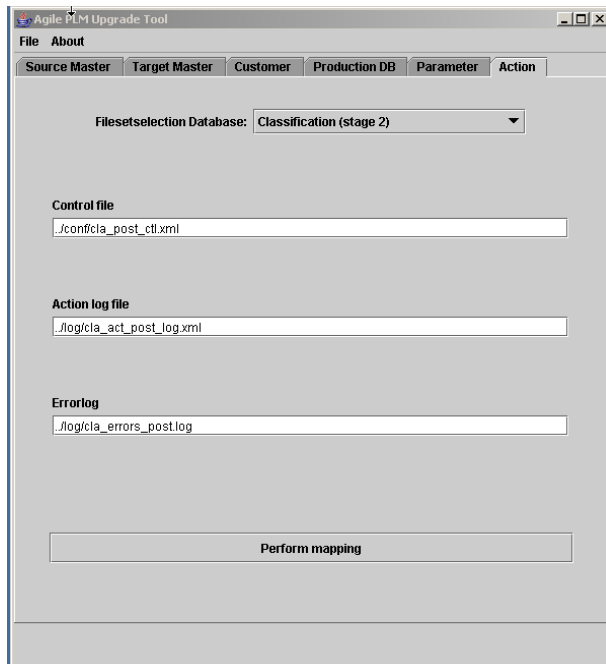 Agile PLM Upgrade Tool
File About
Source Master Target Master Customer Production DB Parameter Action
Filesetselection Database: Classification (stage 2)
Control file
../conf/cla_post_ctl.xml
Action log file
../log/cla_act_post_log.xml
Errorlog
../log/cla_errors_post.log
Perform mapping